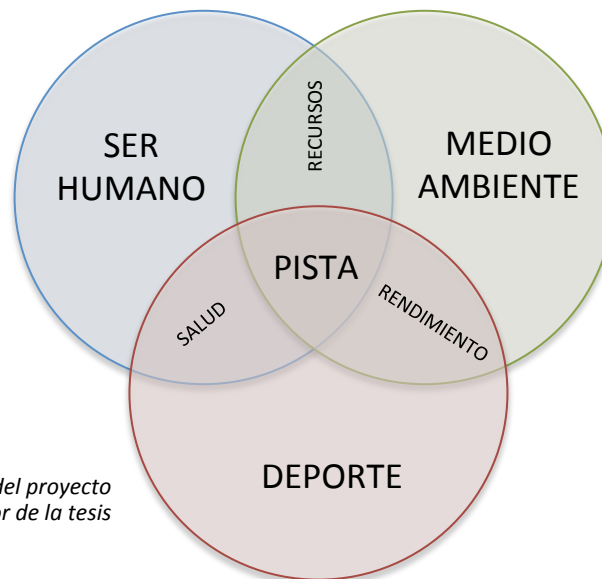 RECURSOS
SER
HUMANO
MEDIO
AMBIENTE
PISTA
SALUD
RENDIMIENTO
DEPORTE
del proyecto
or de la tesis